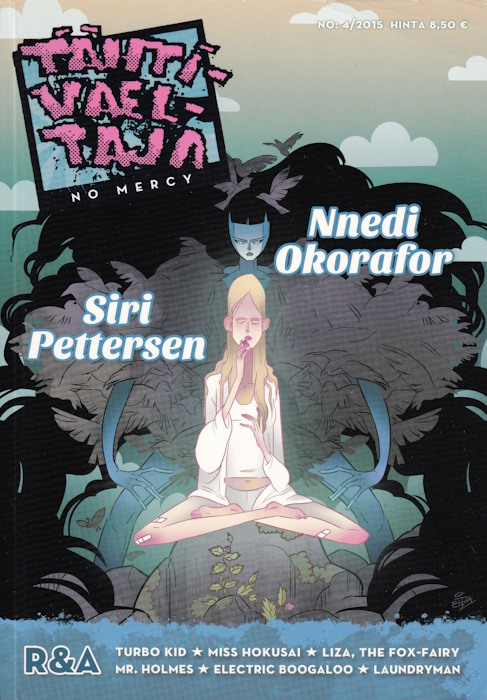 NO: 4/2015 HINTA 8,50 €
TÄHTI-
VAEL-
TAJA
NO MERCY
Nnedi
Okorafor
Siri
Pettersen
R&A
TURBO KID ★ MISS HOKUSAI ★ LIZA, THE FOX-FAIRY
MR. HOLMES ★ ELECTRIC BOOGALOO ★ LAUNDRYMAN